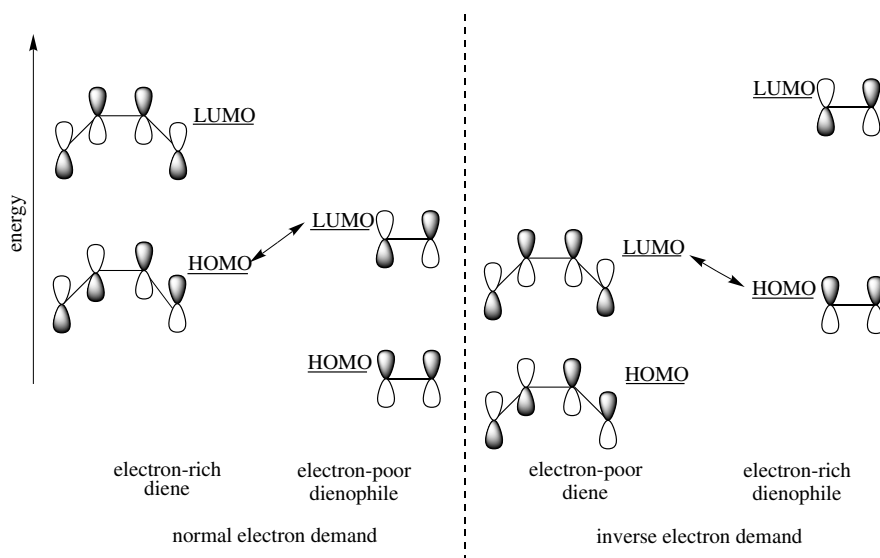 energy
LUMO
HOMO
LUMO
HOMO
electron-rich
diene
electron-poor
dienophile
normal electron demand
LUMO
LUMO
HOMO
HOMO
electron-poor
diene
electron-rich
dienophile
inverse electron demand